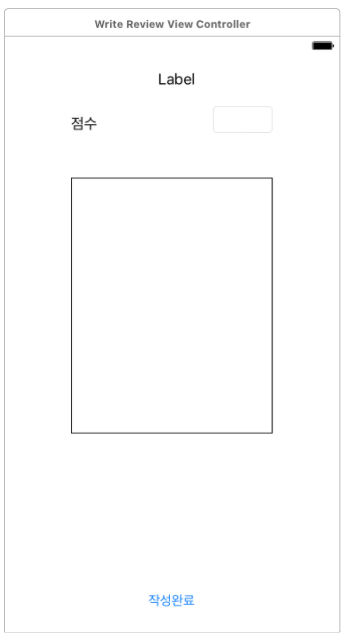 Write Review View Controller
Label
점수
작성완료